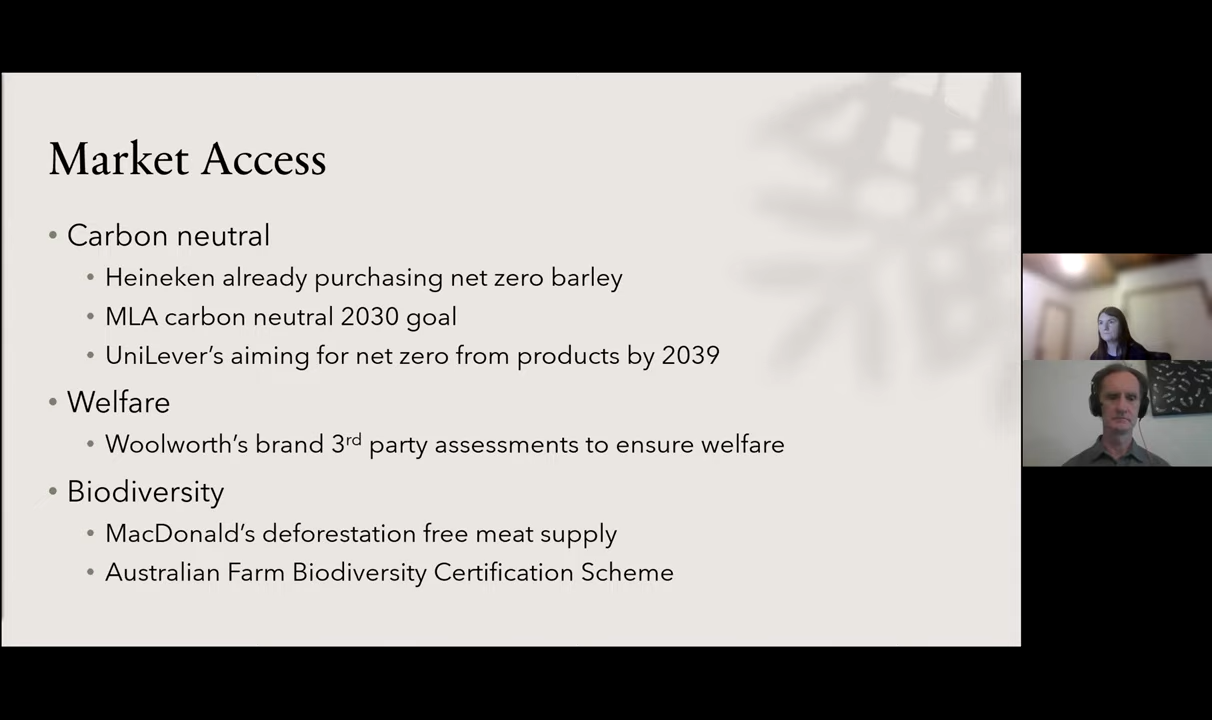 Market Access
• Carbon neutral
• Heineken already purchasing net zero barley
• MLA carbon neutral 2030 goal
• UniLever’s aiming for net zero from products by 2039
• Welfare
• Woolworth’s brand 3rd party assessments to ensure welfare
• Biodiversity
• MacDonald’s deforestation free meat supply
• Australian Farm Biodiversity Certification Scheme